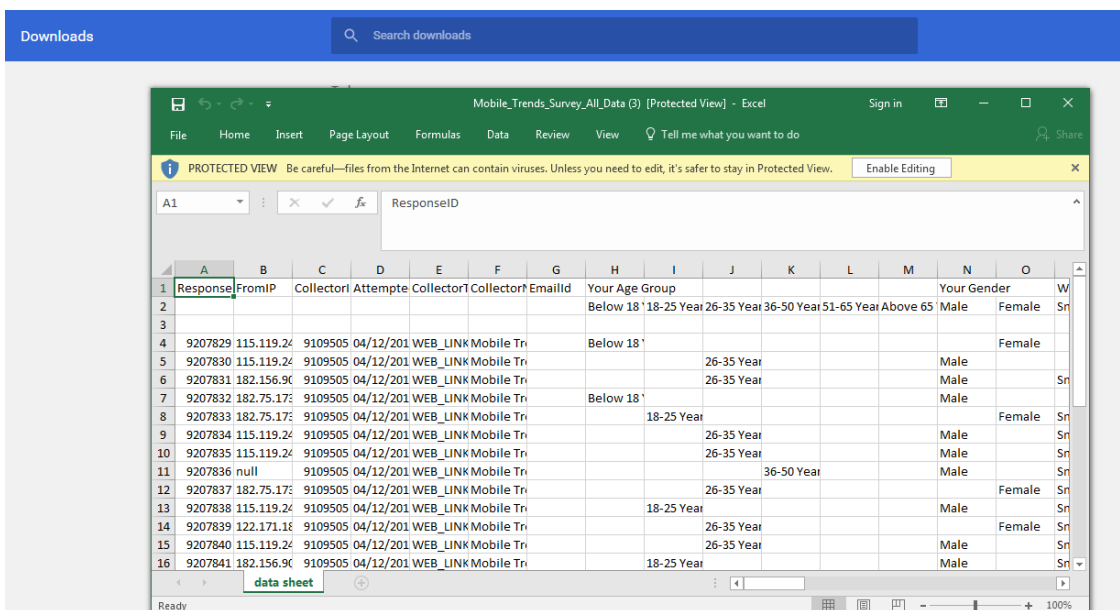 Downloads
Search downloads
Mobile_Trends_Survey_All_Data (3) [Protected View] - Excel Sign in
File Home Insert Page Layout Formulas Data Review View Tell me what you want to do Share
PROTECTED VIEW Be careful—files from the Internet can contain viruses. Unless you need to edit, it's safer to stay in Protected View. Enable Editing
A1 fx ResponseID
A B C D E F G H I J K L M N O
1 Response FromIP CollectorI Attempte CollectorT CollectorN EmailId Your Age Group Your Gender W
2 Below 18 Y 18-25 Year 26-35 Year 36-50 Year 51-65 Year Above 65 Y Male Female Sn
3
4 9207829 115.119.24 9109505 04/12/201 WEB_LINK Mobile Tr Below 18 Y Female
5 9207830 115.119.24 9109505 04/12/201 WEB_LINK Mobile Tr 26-35 Year Male
6 9207831 182.156.90 9109505 04/12/201 WEB_LINK Mobile Tr 26-35 Year Male Sn
7 9207832 182.75.173 9109505 04/12/201 WEB_LINK Mobile Tr Below 18 Y Male
8 9207833 182.75.173 9109505 04/12/201 WEB_LINK Mobile Tr 18-25 Year Female Sn
9 9207834 115.119.24 9109505 04/12/201 WEB_LINK Mobile Tr 26-35 Year Male Sn
10 9207835 115.119.24 9109505 04/12/201 WEB_LINK Mobile Tr 26-35 Year Male Sn
11 9207836 null 9109505 04/12/201 WEB_LINK Mobile Tr 36-50 Year Male Sn
12 9207837 182.75.173 9109505 04/12/201 WEB_LINK Mobile Tr 26-35 Year Female Sn
13 9207838 115.119.24 9109505 04/12/201 WEB_LINK Mobile Tr 18-25 Year Male Sn
14 9207839 122.171.18 9109505 04/12/201 WEB_LINK Mobile Tr 26-35 Year Female Sn
15 9207840 115.119.24 9109505 04/12/201 WEB_LINK Mobile Tr 26-35 Year Male Sn
16 9207841 182.156.90 9109505 04/12/201 WEB_LINK Mobile Tr 18-25 Year Male Sn
data sheet
Ready 100%